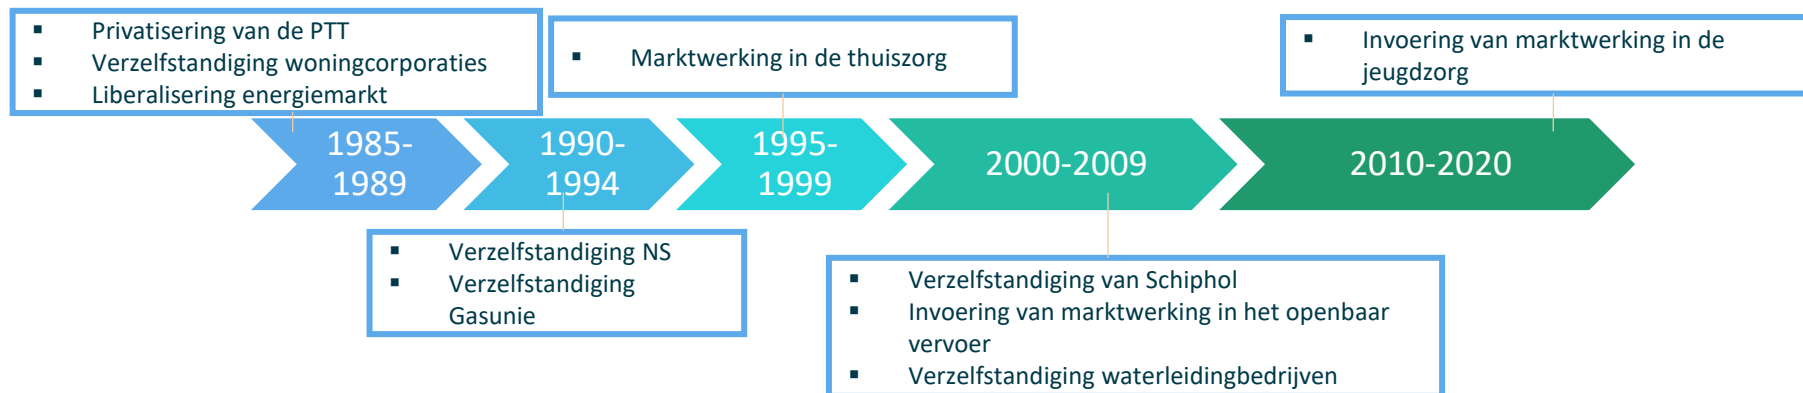 ▪ Privatisering van de PTT
▪ Verzelfstandiging woningcorporaties
▪ Liberalisering energiemarkt
▪ Marktwerking in de thuiszorg
▪ Invoering van marktwerking in de
jeugdzorg
1985-
1989
1990-
1994
1995-
1999
2000-2009
2010-2020
▪ Verzelfstandiging NS
▪ Verzelfstandiging
Gasunie
▪ Verzelfstandiging van Schiphol
▪ Invoering van marktwerking in het openbaar
vervoer
▪ Verzelfstandiging waterleidingbedrijven